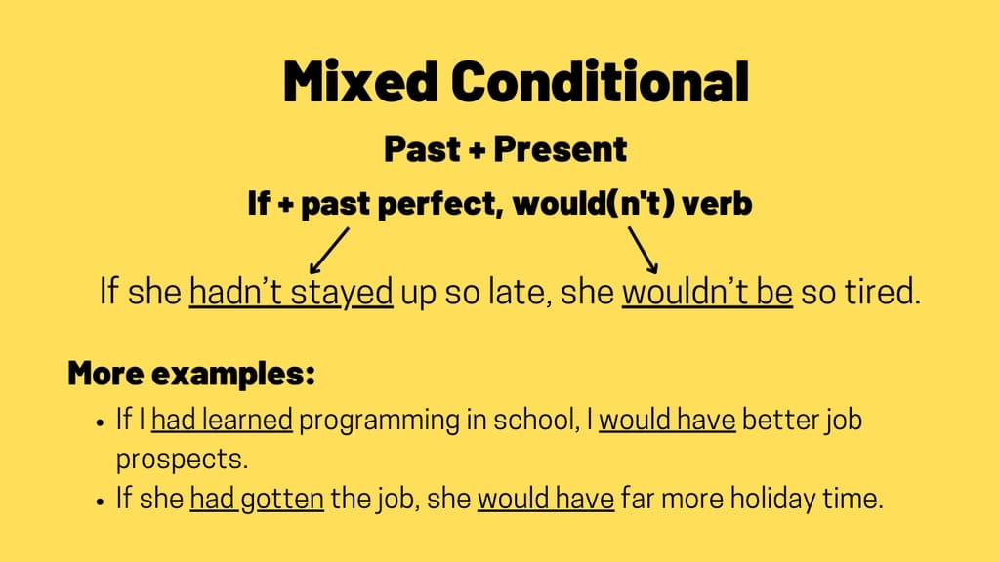 Mixed Conditional
Past + Present
If + past perfect, would(n't) verb
If she hadn’t stayed up so late, she wouldn’t be so tired.
More examples:
• If I had learned programming in school, I would have better job
prospects.
• If she had gotten the job, she would have far more holiday time.